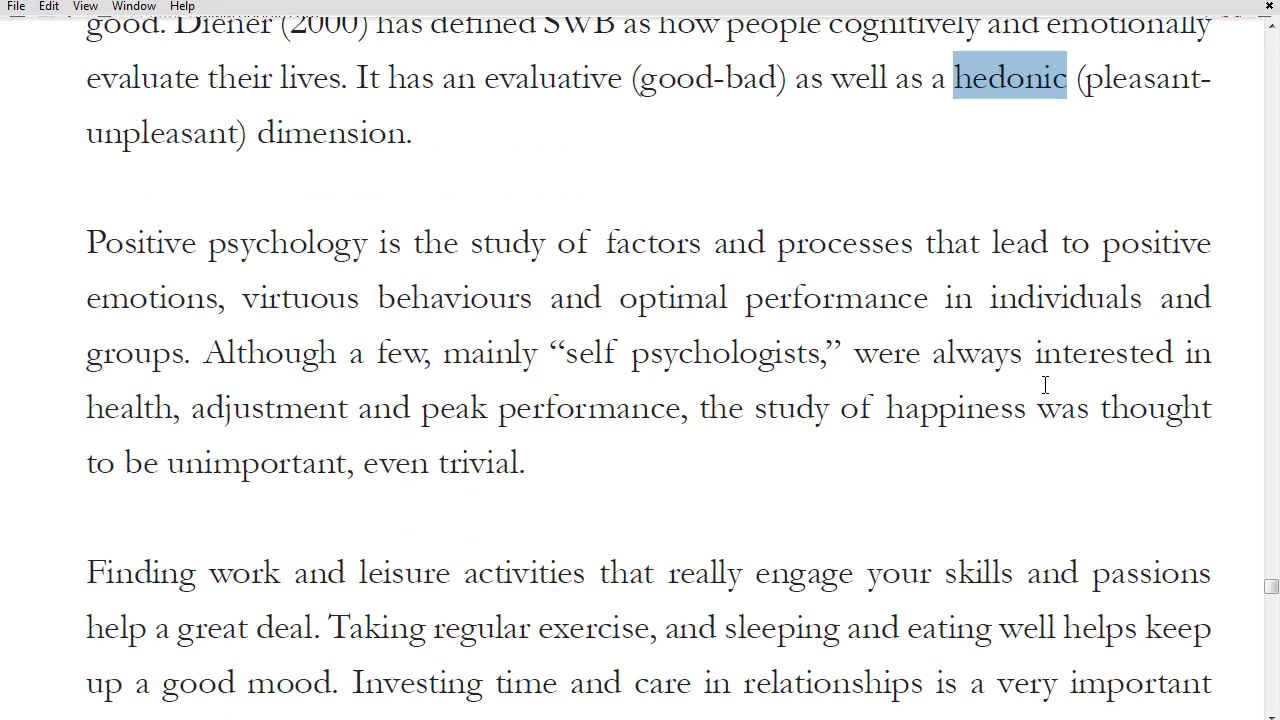 File Edit View Window Help
good. Diener (2000) has defined SWB as how people cognitively and emotionally
evaluate their lives. It has an evaluative (good-bad) as well as a hedonic (pleasant-
unpleasant) dimension.
Positive psychology is the study of factors and processes that lead to positive
emotions, virtuous behaviours and optimal performance in individuals and
groups. Although a few, mainly “self psychologists,” were always interested in
health, adjustment and peak performance, the study of happiness was thought
to be unimportant, even trivial.
Finding work and leisure activities that really engage your skills and passions
help a great deal. Taking regular exercise, and sleeping and eating well helps keep
up a good mood. Investing time and care in relationships is a very important